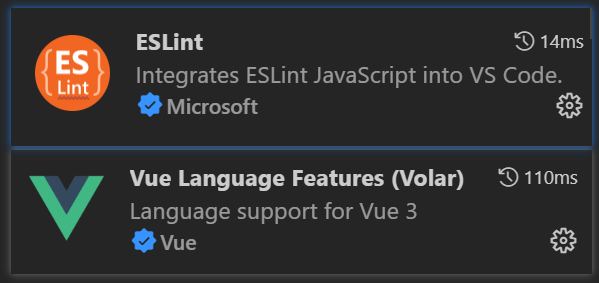 ES
Lint
ESLint
14ms
Integrates ESLint JavaScript into VS Code.
Microsoft
Vue Language Features (Volar)
110ms
Language support for Vue 3
Vue